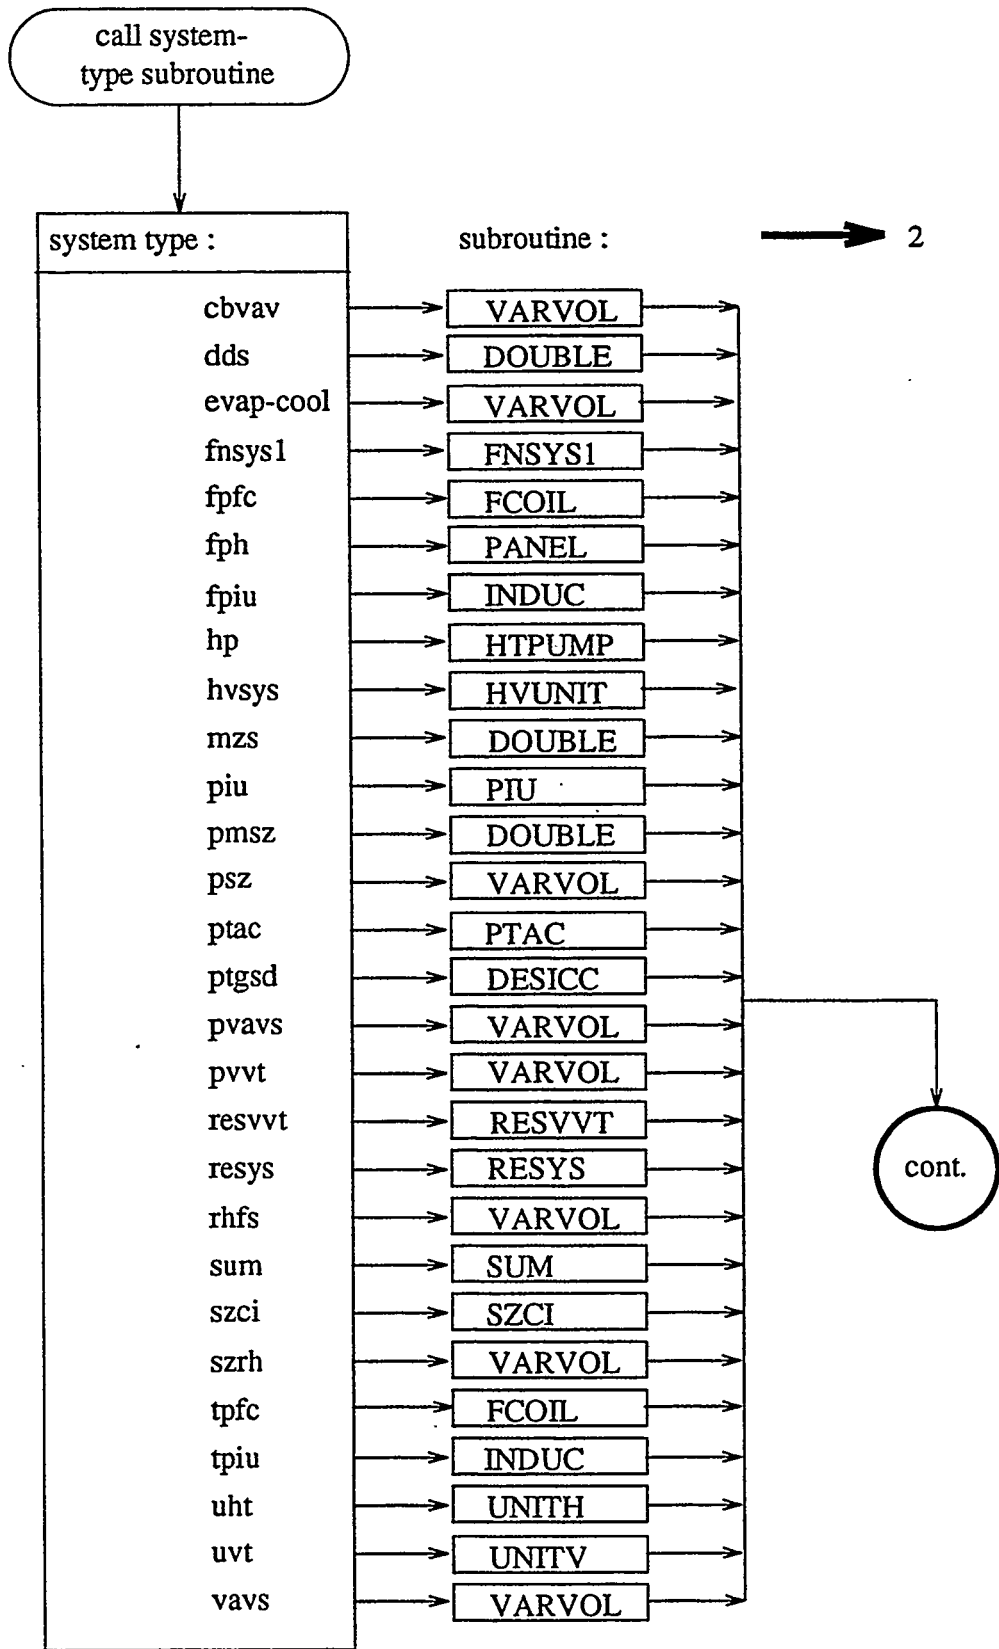 call system-
type subroutine
system type : subroutine : 2
cbvav VARVOL
dds DOUBLE
evap-cool VARVOL
fnsys1 FNSYS1
fpfc FCOIL
fph PANEL
fpiu INDUC
hp HTPUMP
hvsys HVUNIT
mzs DOUBLE
piu PIU
pmsz DOUBLE
psz VARVOL
ptac PTAC
ptgsd DESICC
pvavs VARVOL
pvvt VARVOL
resvvt RESVVT
resys RESYS
cont.
rhfs VARVOL
sum SUM
szci SZCI
szrh VARVOL
tpfc FCOIL
tpiu INDUC
uht UNITH
uvt UNITV
vavs VARVOL